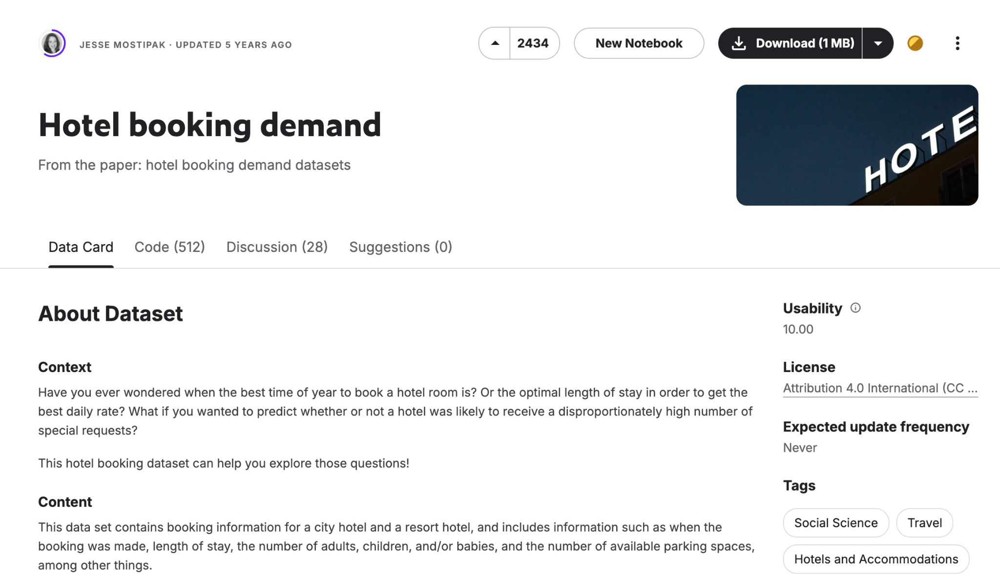 JESSE MOSTIPAK · UPDATED 5 YEARS AGO
2434
New Notebook
Download (1 MB)
Hotel booking demand
From the paper: hotel booking demand datasets
HOTE
Data Card
Code (512)
Discussion (28)
Suggestions (0)
About Dataset
Context
Have you ever wondered when the best time of year to book a hotel room is? Or the optimal length of stay in order to get the
best daily rate? What if you wanted to predict whether or not a hotel was likely to receive a disproportionately high number of
special requests?
This hotel booking dataset can help you explore those questions!
Content
This data set contains booking information for a city hotel and a resort hotel, and includes information such as when the
booking was made, length of stay, the number of adults, children, and/or babies, and the number of available parking spaces,
among other things.
Usability
10.00
License
Attribution 4.0 International (CC ...
Expected update frequency
Never
Tags
Social Science
Travel
Hotels and Accommodations